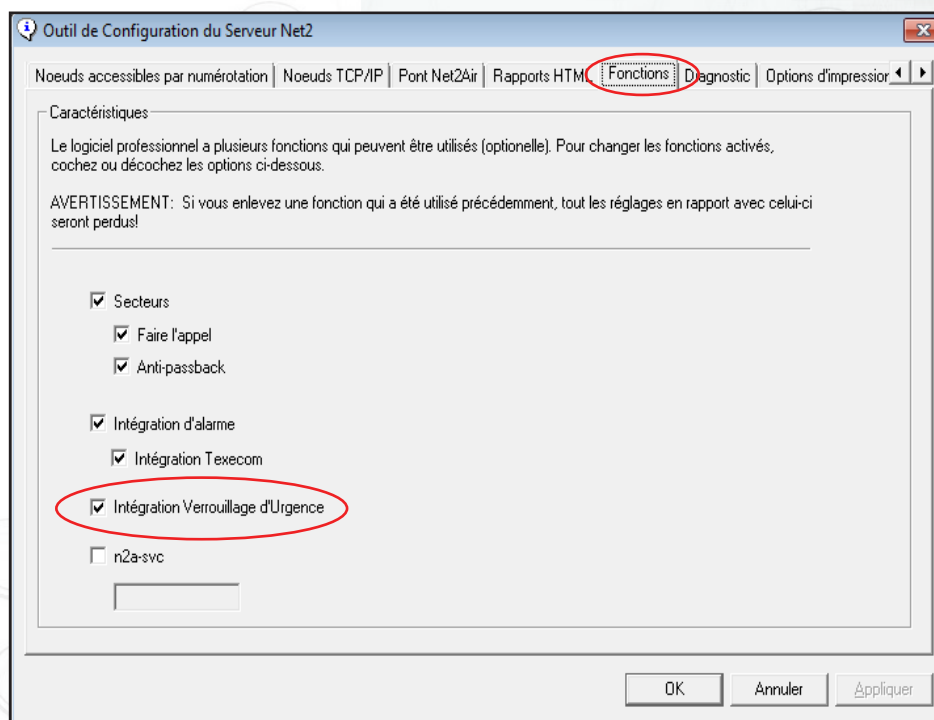 Outil de Configuration du Serveur Net2
Noeuds accessibles par numérotation Noeuds TCP/IP Pont Net2Air Rapports HTML Fonctions Diagnostic Options d'impression
Caractéristiques
Le logiciel professionnel a plusieurs fonctions qui peuvent être utilisés (optionelle). Pour changer les fonctions activés,
cochez ou décochez les options ci-dessous.
AVERTISSEMENT: Si vous enlevez une fonction qui a été utilisé précédemment, tout les réglages en rapport avec celui-ci
seront perdus!
Secteurs
Faire l'appel
Anti-passback
Intégration d'alarme
Intégration Texecom
Intégration Verrouillage d'Urgence
n2a-svc
OK Annuler Appliquer